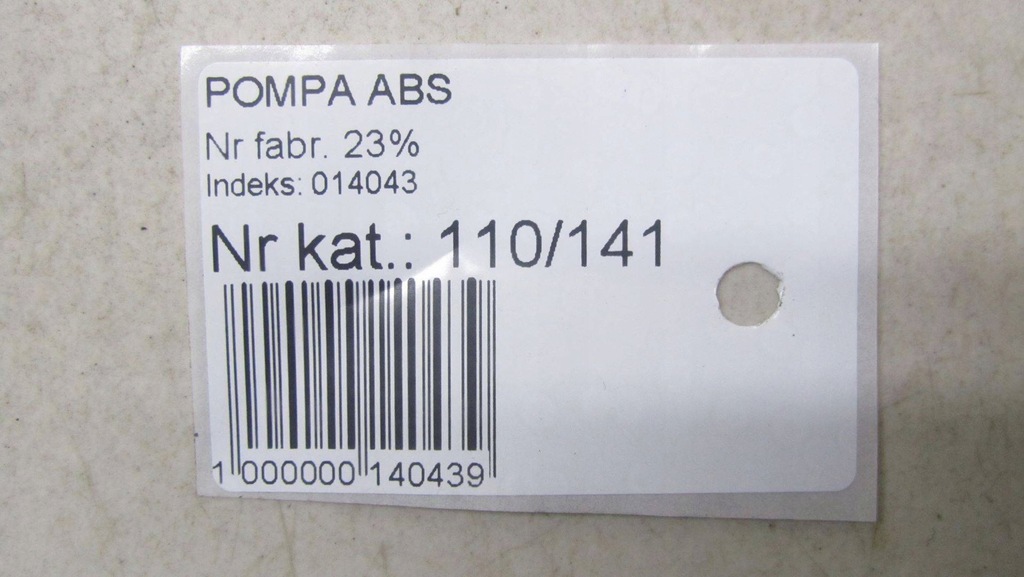 POMPA ABS
Nr fabr. 23%
Indeks: 014043
Nr kat.: 110/141
1 000000 140439